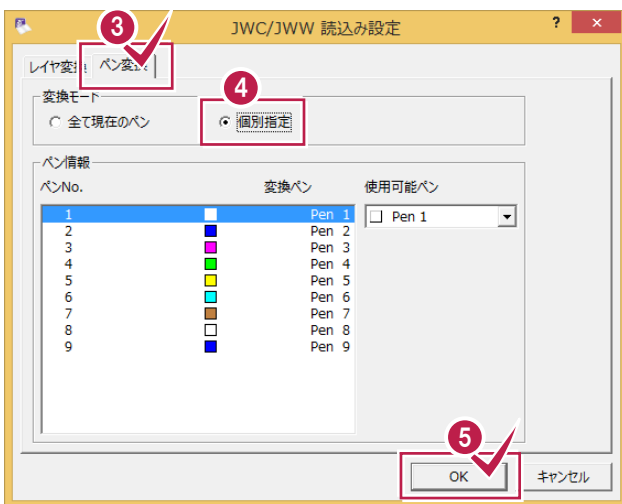 JWC/JWW 読込み設定
? ×
3
ペン変
4
変換モード
全て現在のペン 個別指定
ペン情報
ペンNo. 変換ペン 使用可能ペン
1 Pen 1 Pen 1
2 Pen 2
3 Pen 3
4 Pen 4
5 Pen 5
6 Pen 6
7 Pen 7
8 Pen 8
9 Pen 9
5
OK キャンセル